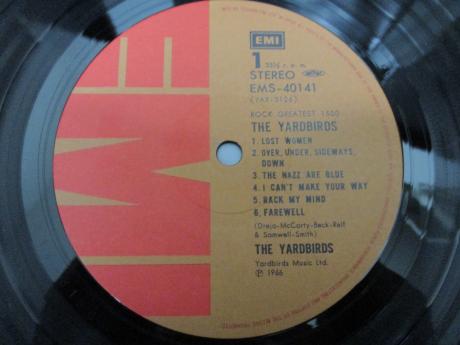 EMI
1
33⅓ r.p.m.
STEREO
EMS-40141
(YAX-5126)
ROCK GREATEST 1500
THE YARDBIRDS
1. LOST WOMEN
2. OVER, UNDER, SIDEWAYS,
DOWN
3. THE NAZZ ARE BLUE
4. I CAN'T MAKE YOUR WAY
5. RACK MY MIND
6. FAREWELL
(Dreja-McCarty-Beck-Relf
& Samwell-Smith)
THE YARDBIRDS
Yardbirds Music Ltd.
℗ 1966
EMI